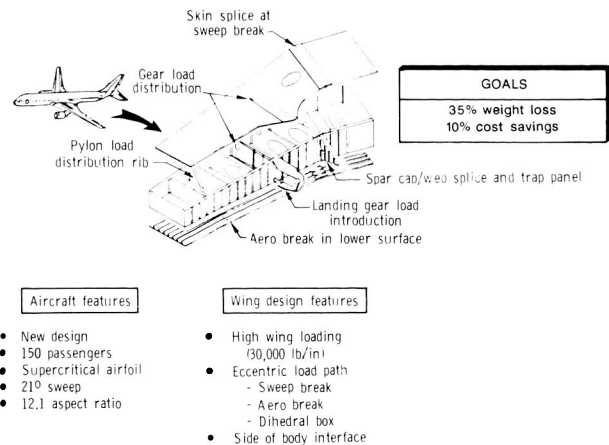 Skin splice at
sweep break
Gear load
distribution
Pylon load
distribution rib
GOALS
35% weight loss
10% cost savings
Spar cap/web splice and trap panel
Landing gear load
introduction
Aero break in lower surface
Aircraft features
• New design
• 150 passengers
• Supercritical airfoil
• 21° sweep
• 12.1 aspect ratio
Wing design features
• High wing loading
(30,000 lb/in)
• Eccentric load path
- Sweep break
- Aero break
- Dihedral box
• Side of body interface